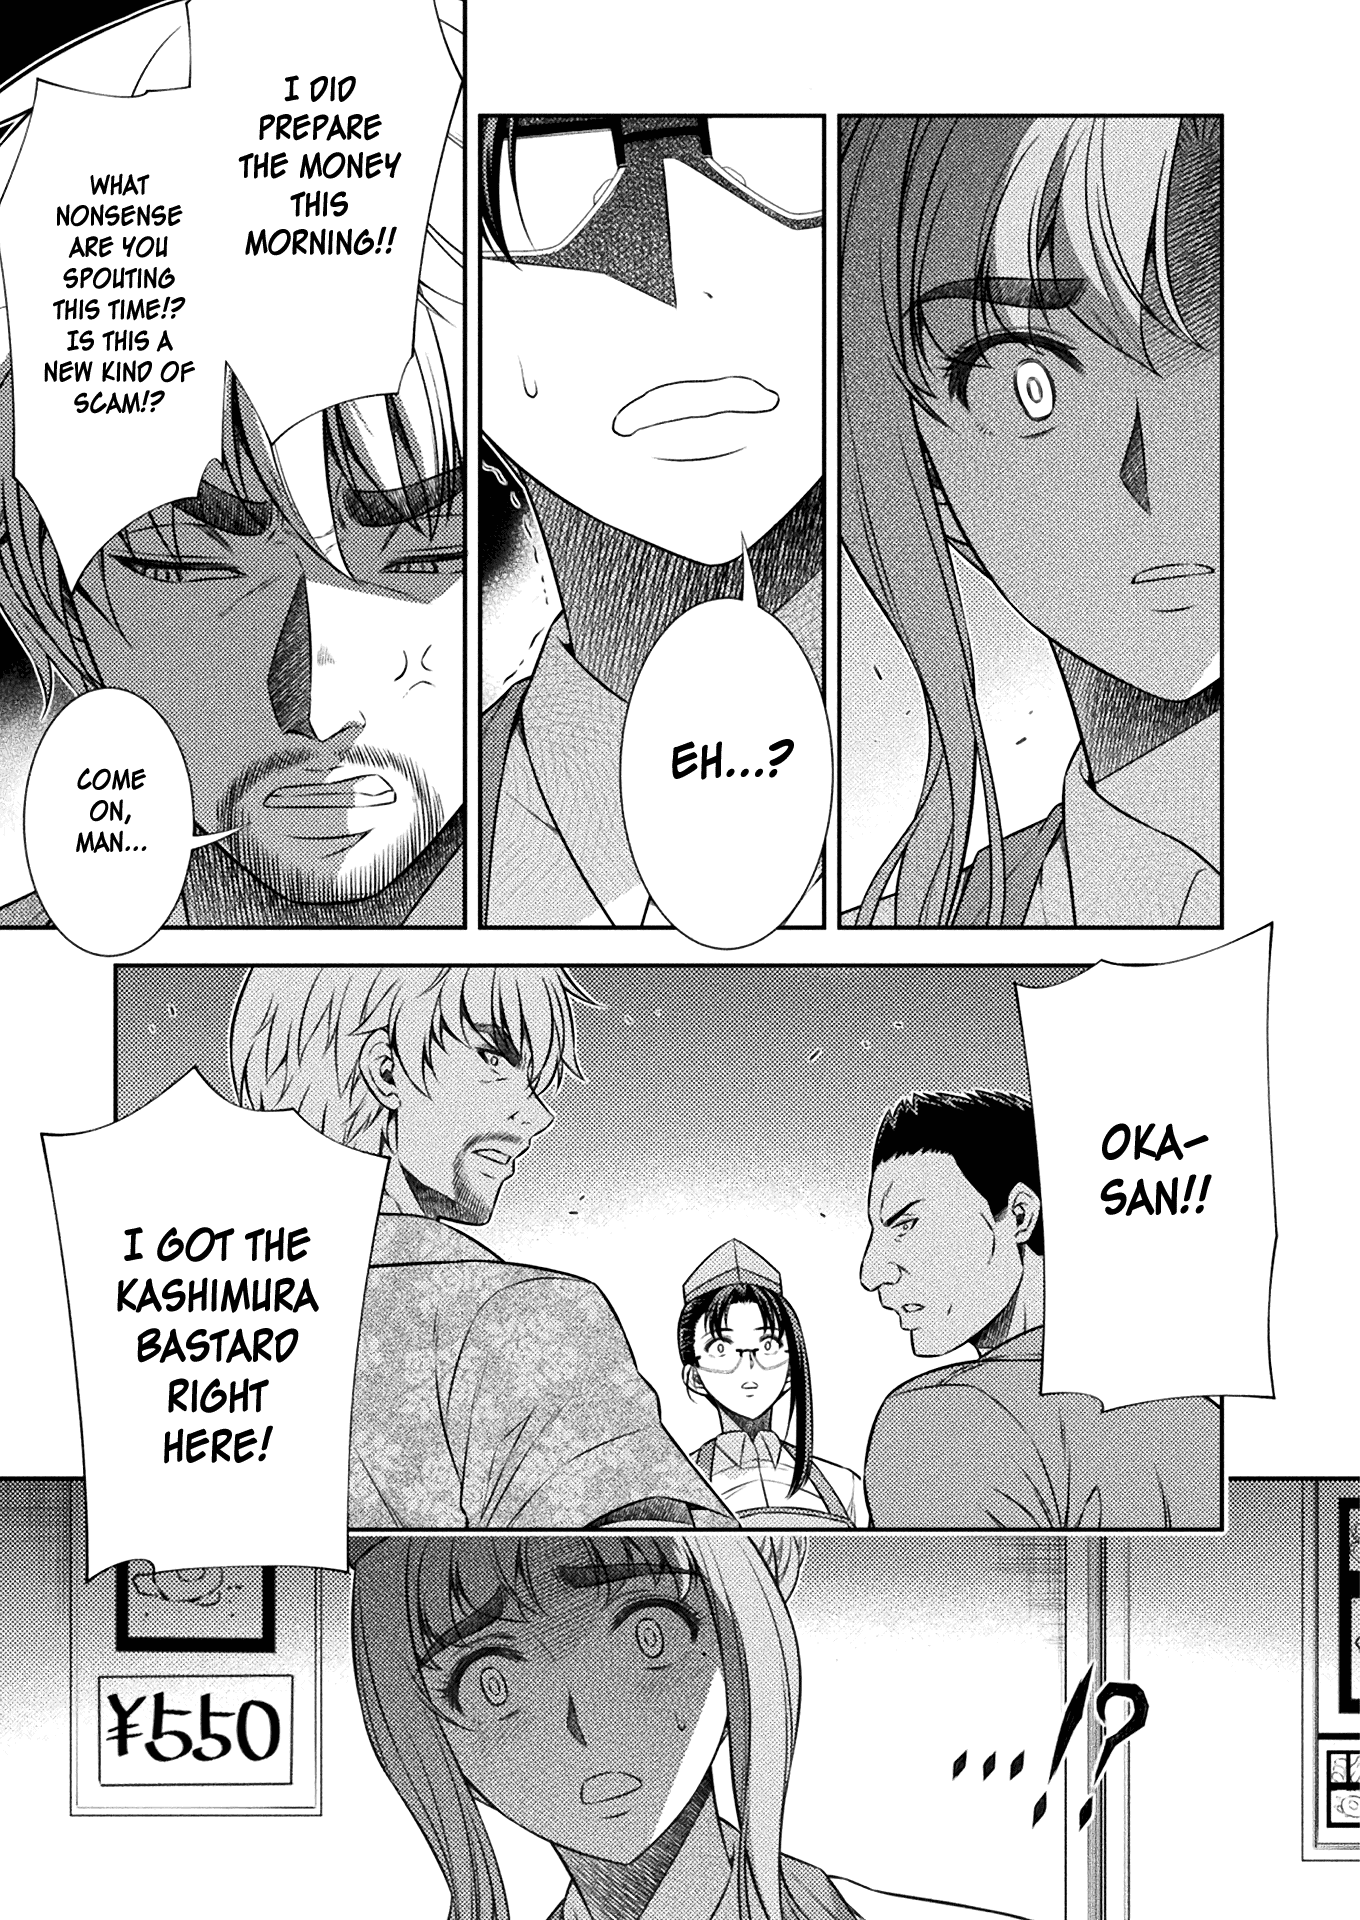 EH...?
I DID
PREPARE
THE MONEY
THIS
MORNING!!
WHAT
NONSENSE
ARE YOU
SPOUTING
THIS TIME!?
IS THIS A
NEW KIND OF
SCAM!?
COME
ON,
MAN...
OKA-
SAN!!
I GOT THE
KASHIMURA
BASTARD
RIGHT
HERE!
...!?
¥550